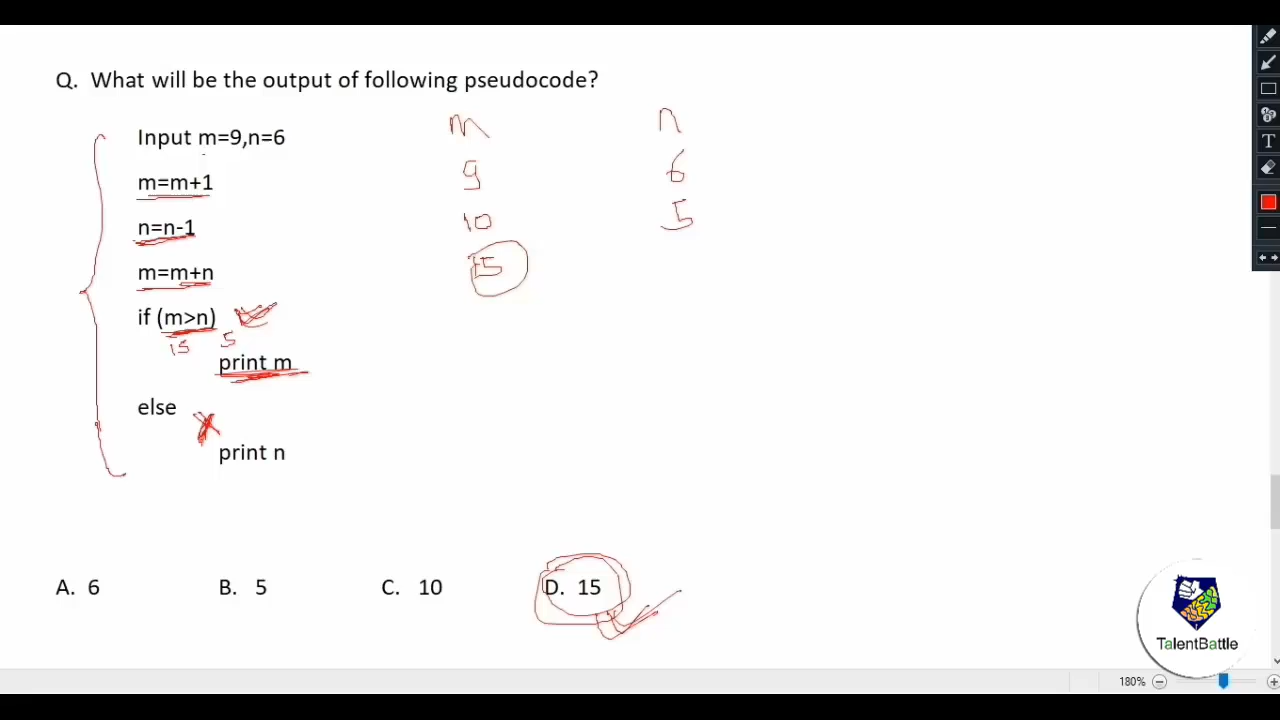 Q. What will be the output of following pseudocode?
m n
Input m=9,n=6
9 6
m=m+1
10 5
n=n-1
15
m=m+n
if (m>n)
15 5
print m
else
print n
A. 6 B. 5 C. 10 D. 15
TalentBattle
T
180%